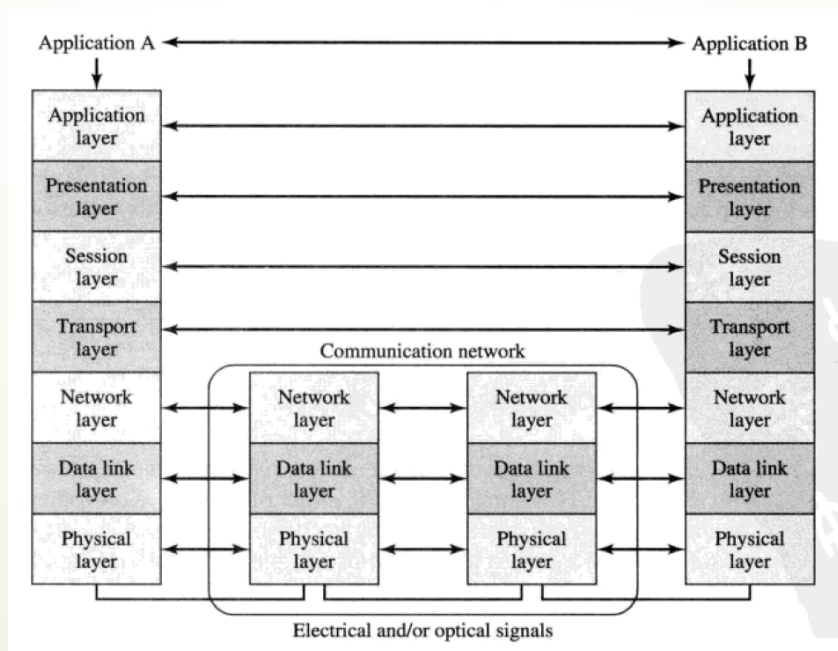 Application A
Application B
Application
layer
Application
layer
Presentation
layer
Presentation
layer
Session
layer
Session
layer
Transport
layer
Transport
layer
Communication network
Network
layer
Network
layer
Network
layer
Network
layer
Data link
layer
Data link
layer
Data link
layer
Data link
layer
Physical
layer
Physical
layer
Physical
layer
Physical
layer
Electrical and/or optical signals